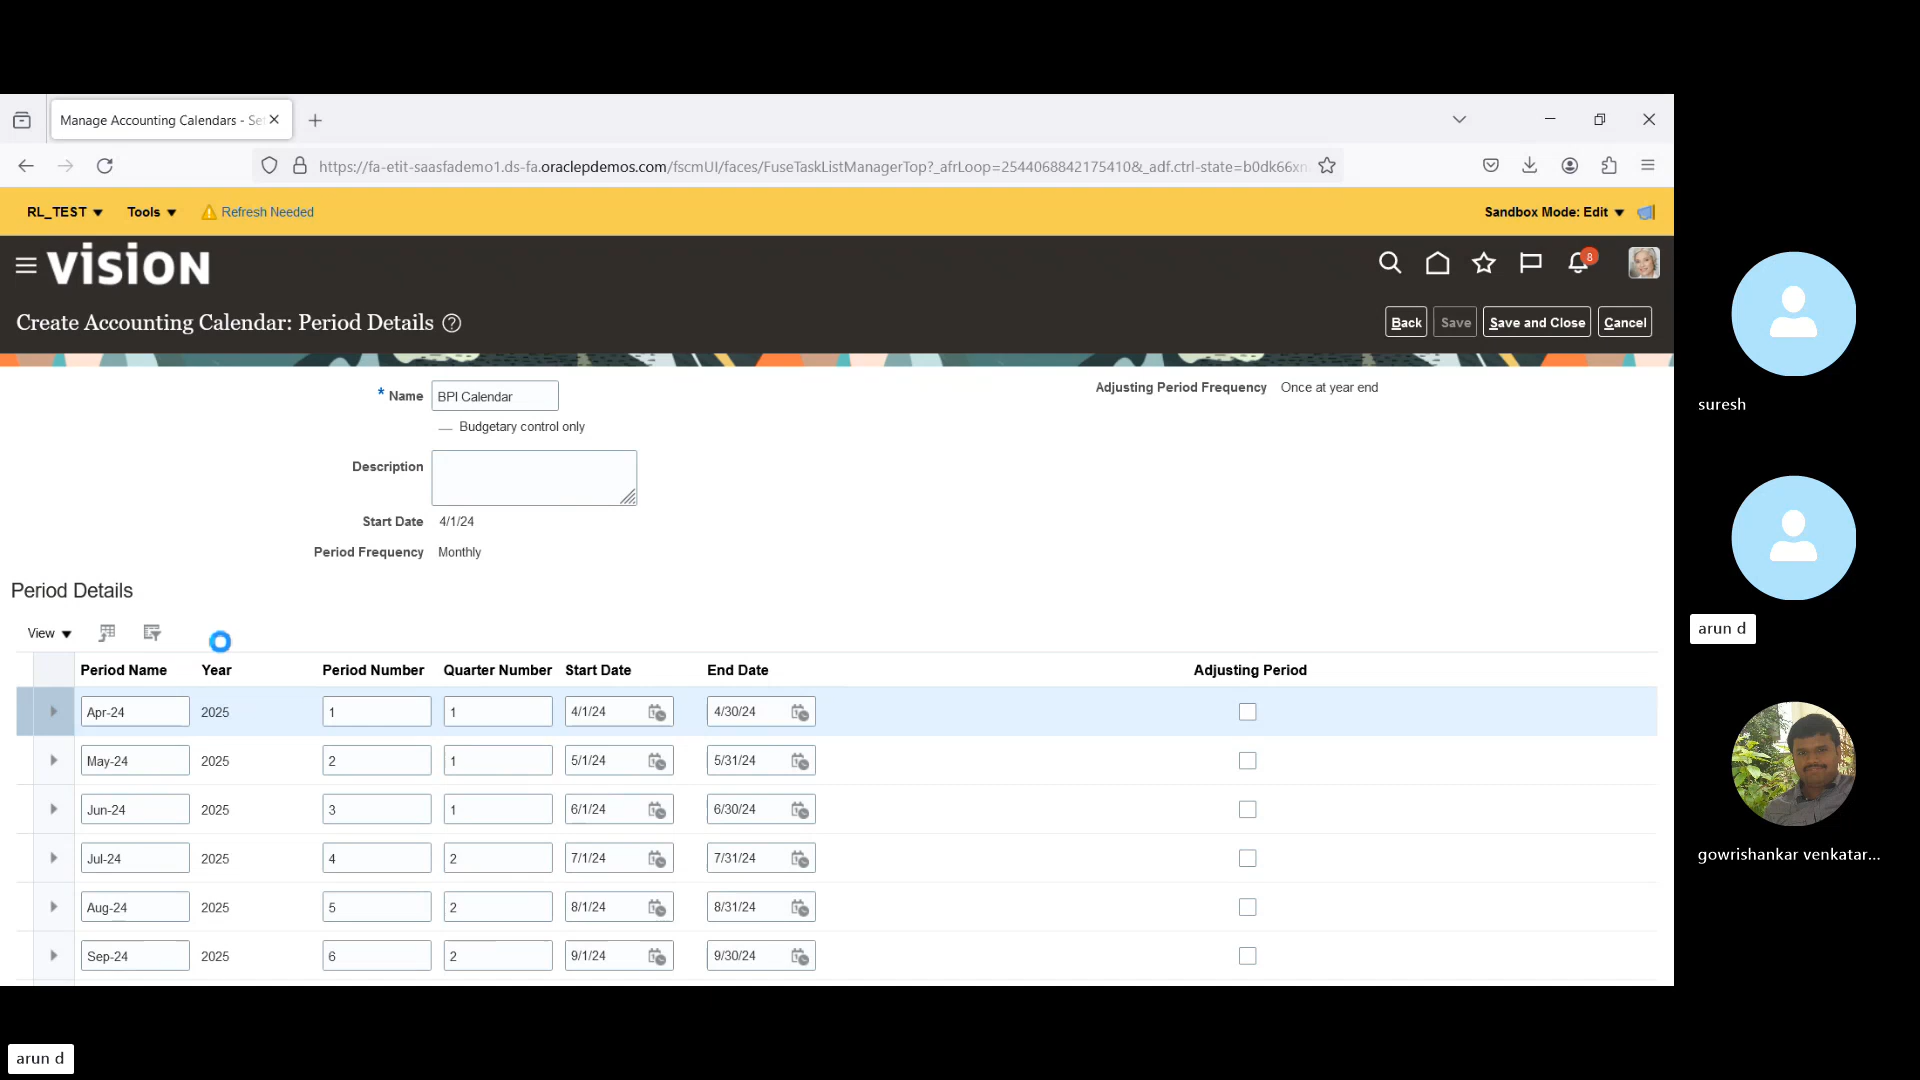 Manage Accounting Calendars - Set
https://fa-etit-saasfademo1.ds-fa.oraclepdemos.com/fscmUI/faces/FuseTaskListManagerTop?_afrLoop=25440688421754​10&_adf.ctrl-state=b0dk66xn
RL_TEST Tools Refresh Needed Sandbox Mode: Edit
VISION 8
Create Accounting Calendar: Period Details Back Save Save and Close Cancel
* Name BPI Calendar Adjusting Period Frequency Once at year end
Budgetary control only
Description
Start Date 4/1/24
Period Frequency Monthly
Period Details
View
Period Name Year Period Number Quarter Number Start Date End Date Adjusting Period
Apr-24 2025 1 1 4/1/24 4/30/24
May-24 2025 2 1 5/1/24 5/31/24
Jun-24 2025 3 1 6/1/24 6/30/24
Jul-24 2025 4 2 7/1/24 7/31/24
Aug-24 2025 5 2 8/1/24 8/31/24
Sep-24 2025 6 2 9/1/24 9/30/24
suresh
arun d
gowrishankar venkatar...
arun d